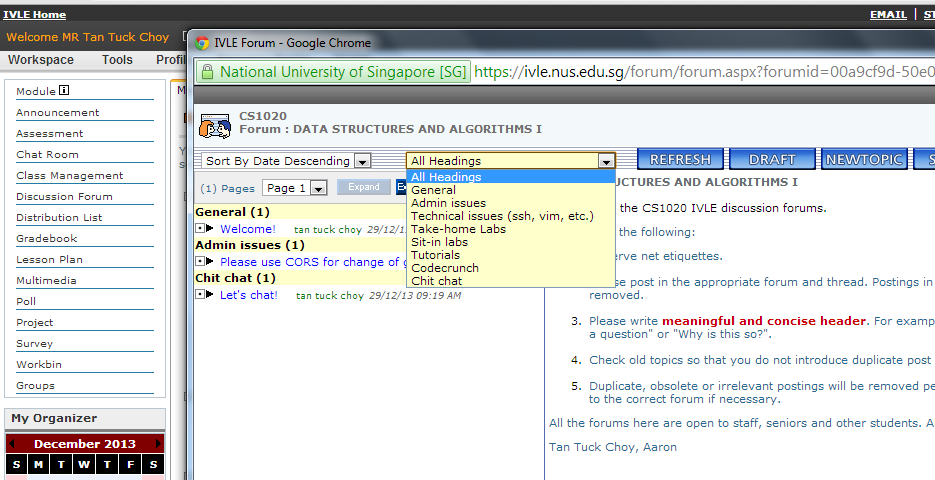 IVLE Home
EMAIL | ST
Welcome MR Tan Tuck Choy
IVLE Forum - Google Chrome
Workspace Tools Profil
National University of Singapore [SG] https://ivle.nus.edu.sg/forum/forum.aspx?forumid=00a9cf9d-50e0
Module
Announcement
Assessment
Chat Room
Class Management
Discussion Forum
Distribution List
Gradebook
Lesson Plan
Multimedia
Poll
Project
Survey
Workbin
Groups
My Organizer
December 2013
S M T W T F S
CS1020
Forum : DATA STRUCTURES AND ALGORITHMS I
Sort By Date Descending
All Headings
REFRESH DRAFT NEWTOPIC S
(1) Pages Page 1 Expand
All Headings
General
Admin issues
Technical issues (ssh, vim, etc.)
Take-home Labs
Sit-in labs
Tutorials
Codecrunch
Chit chat
General (1)
Welcome! tan tuck choy 29/12/
Admin issues (1)
Please use CORS for change of
Chit chat (1)
Let's chat! tan tuck choy 29/12/13 09:19 AM
UCTURES AND ALGORITHMS I
the CS1020 IVLE discussion forums.
the following:
erve net etiquettes.
se post in the appropriate forum and thread. Postings in
removed.
3. Please write meaningful and concise header. For examp
a question" or "Why is this so?".
4. Check old topics so that you do not introduce duplicate post
5. Duplicate, obsolete or irrelevant postings will be removed pe
to the correct forum if necessary.
All the forums here are open to staff, seniors and other students. A
Tan Tuck Choy, Aaron